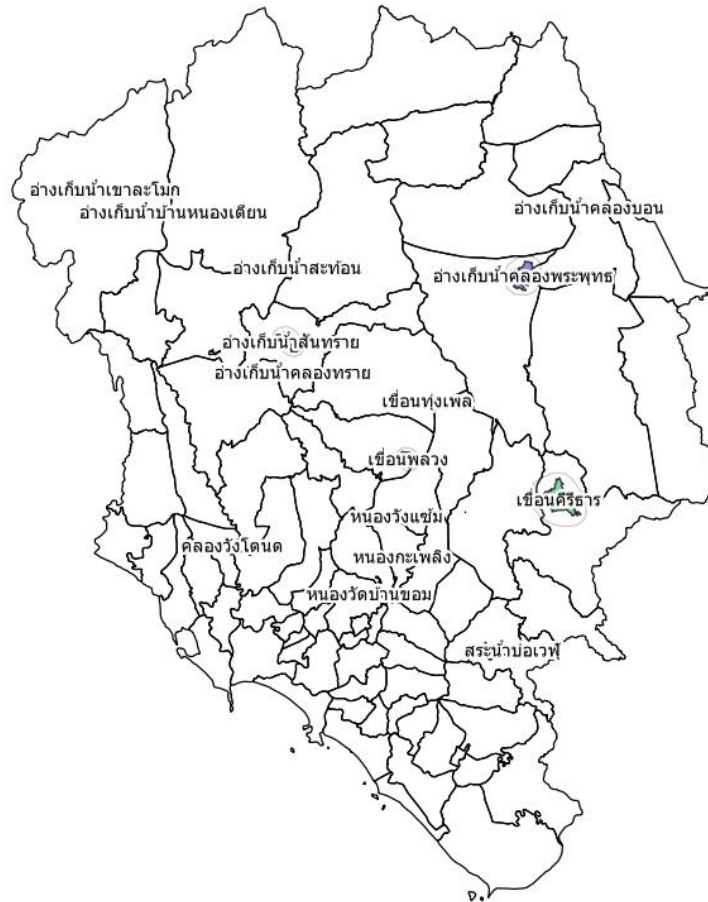 อ่างเก็บน้ำเขาละโมก
อ่างเก็บน้ำบ้านหนองเตียน
อ่างเก็บน้ำคลองบอน
อ่างเก็บน้ำสะท้อน
อ่างเก็บน้ำคลองพระพุทธ
อ่างเก็บน้ำสันทราย
อ่างเก็บน้ำคลองทราย
เขื่อนทุ่งเพล
เขื่อนพลวง
เขื่อนคีรีธาร
หนองวังแซ้ม
คลองวังโตนด
หนองกะเพลิง
หนองวัดบ้านขอม
สระน้ำบ่อเวฬุ